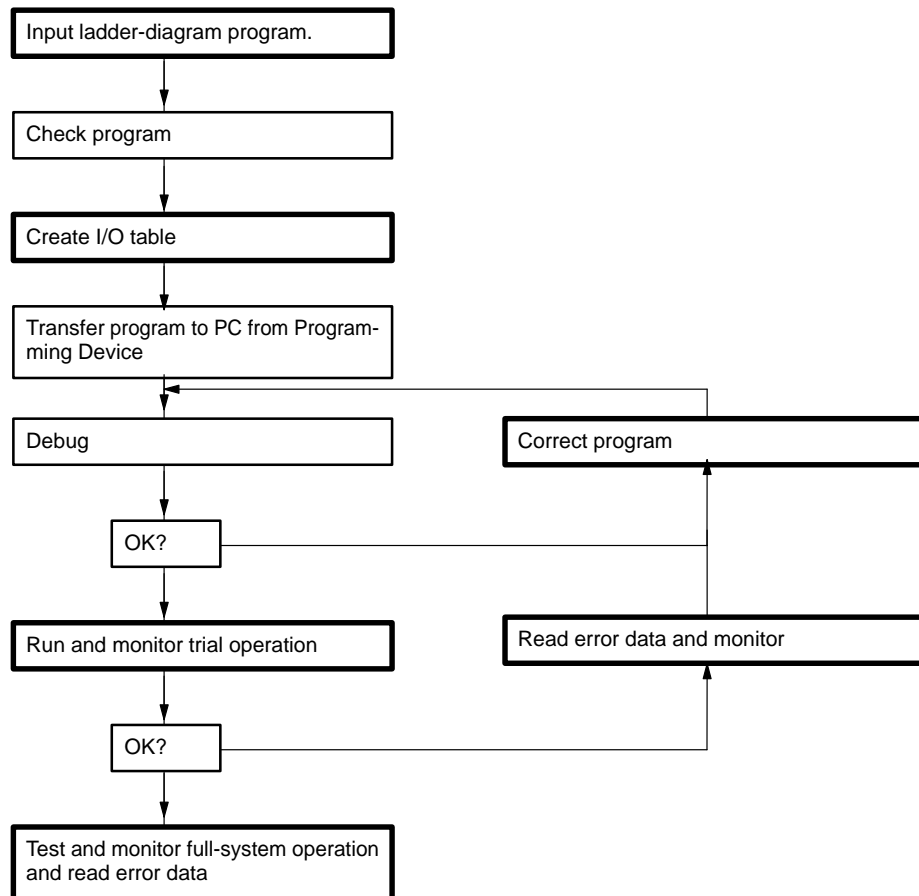 Input ladder-diagram program.
Check program
Create I/O table
Transfer program to PC from Program-
ming Device
Debug
Correct program
OK?
Run and monitor trial operation
Read error data and monitor
OK?
Test and monitor full-system operation
and read error data